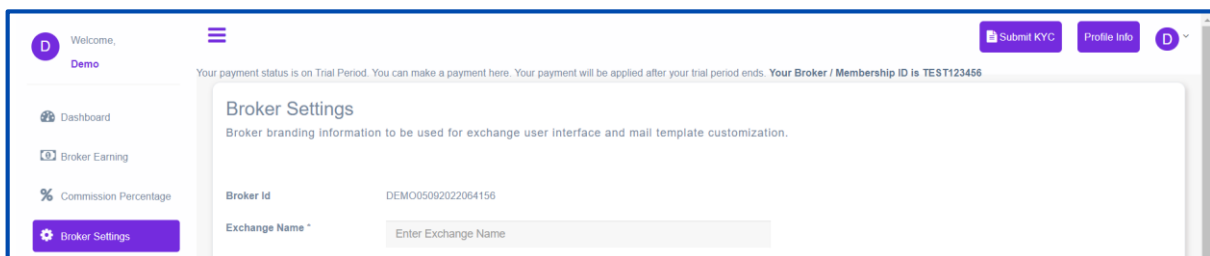 D
Welcome,
Demo
Submit KYC
Profile Info
D
Your payment status is on Trial Period. You can make a payment here. Your payment will be applied after your trial period ends. Your Broker / Membership ID is TEST123456
Dashboard
Broker Earning
% Commission Percentage
Broker Settings
Broker Settings
Broker branding information to be used for exchange user interface and mail template customization.
Broker Id DEMO05092022064156
Exchange Name * Enter Exchange Name